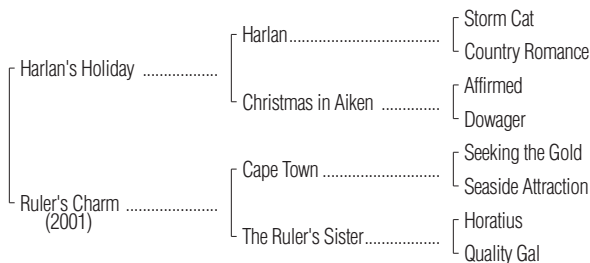 Storm Cat
Harlan........................................
Country Romance
Harlan's Holiday ....................
Affirmed
Christmas in Aiken ................
Dowager
Seeking the Gold
Cape Town ...............................
Seaside Attraction
Ruler's Charm .........................
(2001)
Horatius
The Ruler's Sister....................
Quality Gal